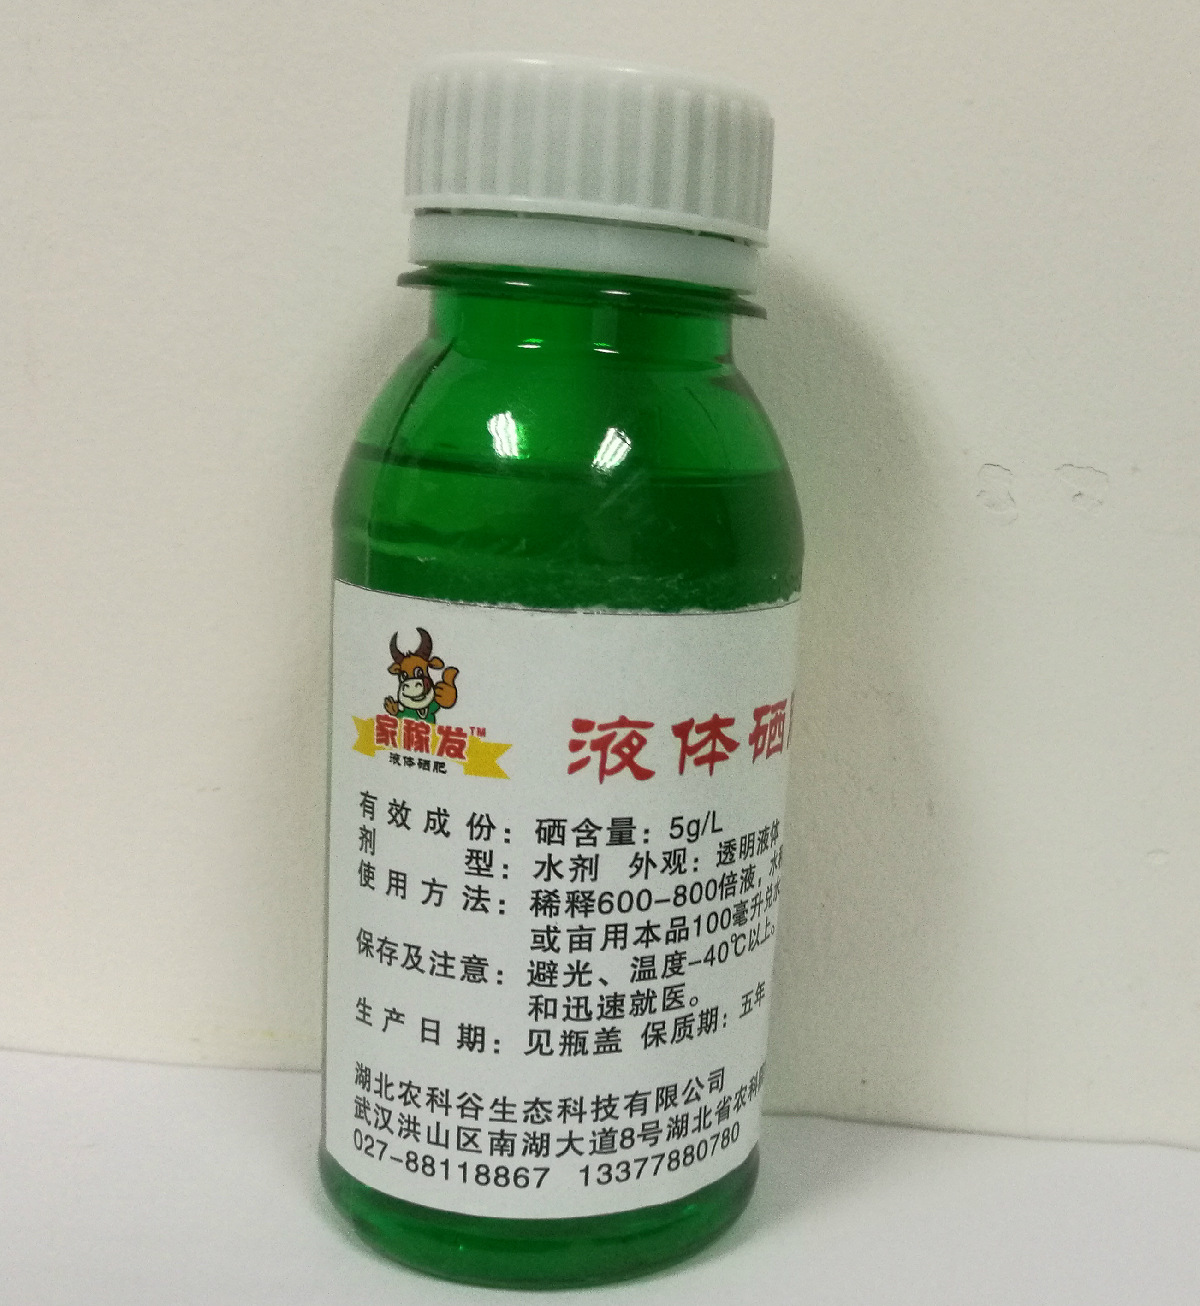 家稼发™
液体硒肥
液体硒
有效成份：硒含量：5g/L
剂型：水剂 外观：透明液体
使用方法：稀释600-800倍液，水
或亩用本品100毫升兑水
保存及注意：避光、温度-40℃以上。
和迅速就医。
生产日期：见瓶盖 保质期：五年
湖北农科谷生态科技有限公司
武汉洪山区南湖大道8号湖北省农科
027-88118867 13377880780